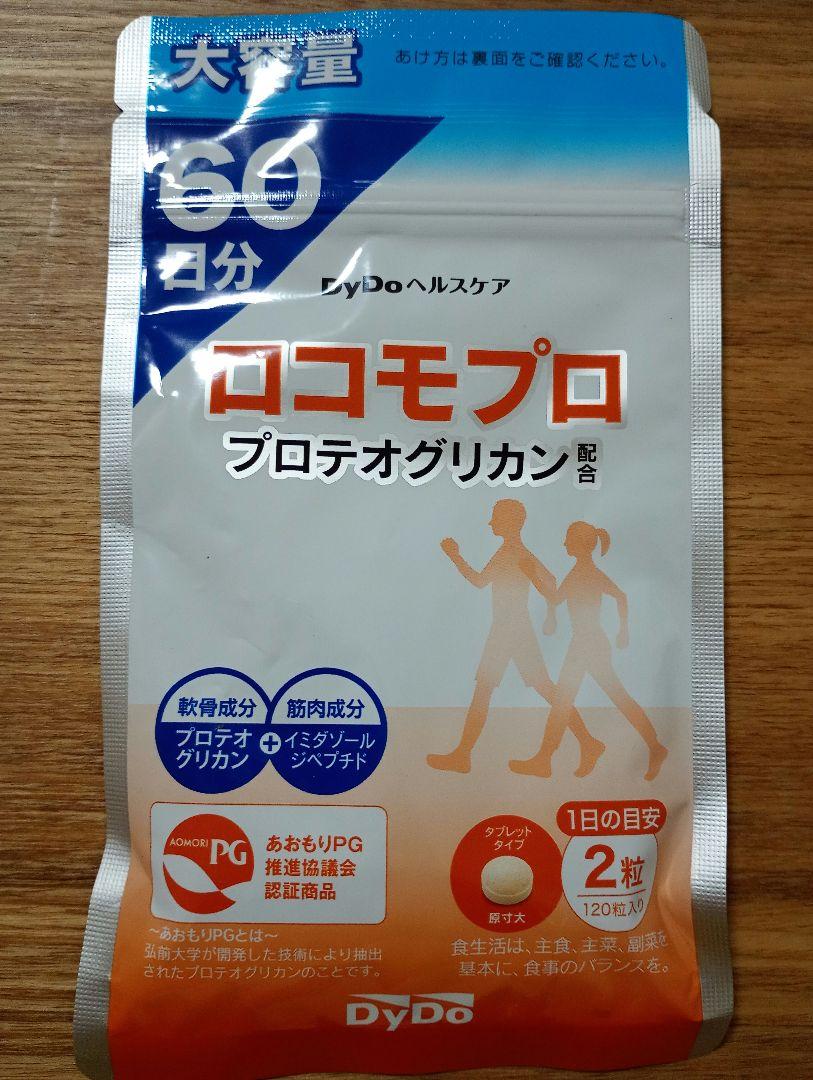 大容量
あけ方は裏面をご確認ください。
60
日分
DyDoヘルスケア
ロコモプロ
プロテオグリカン配合
軟骨成分
プロテオ
グリカン
+
筋肉成分
イミダゾール
ジペプチド
AOMORI PG
あおもりPG
推進協議会
認証商品
タブレット
タイプ
原寸大
1日の目安
2粒
120粒入り
~あおもりPGとは~
弘前大学が開発した技術により抽出
されたプロテオグリカンのことです。
食生活は、主食、主菜、副菜を
基本に、食事のバランスを。
DyDo